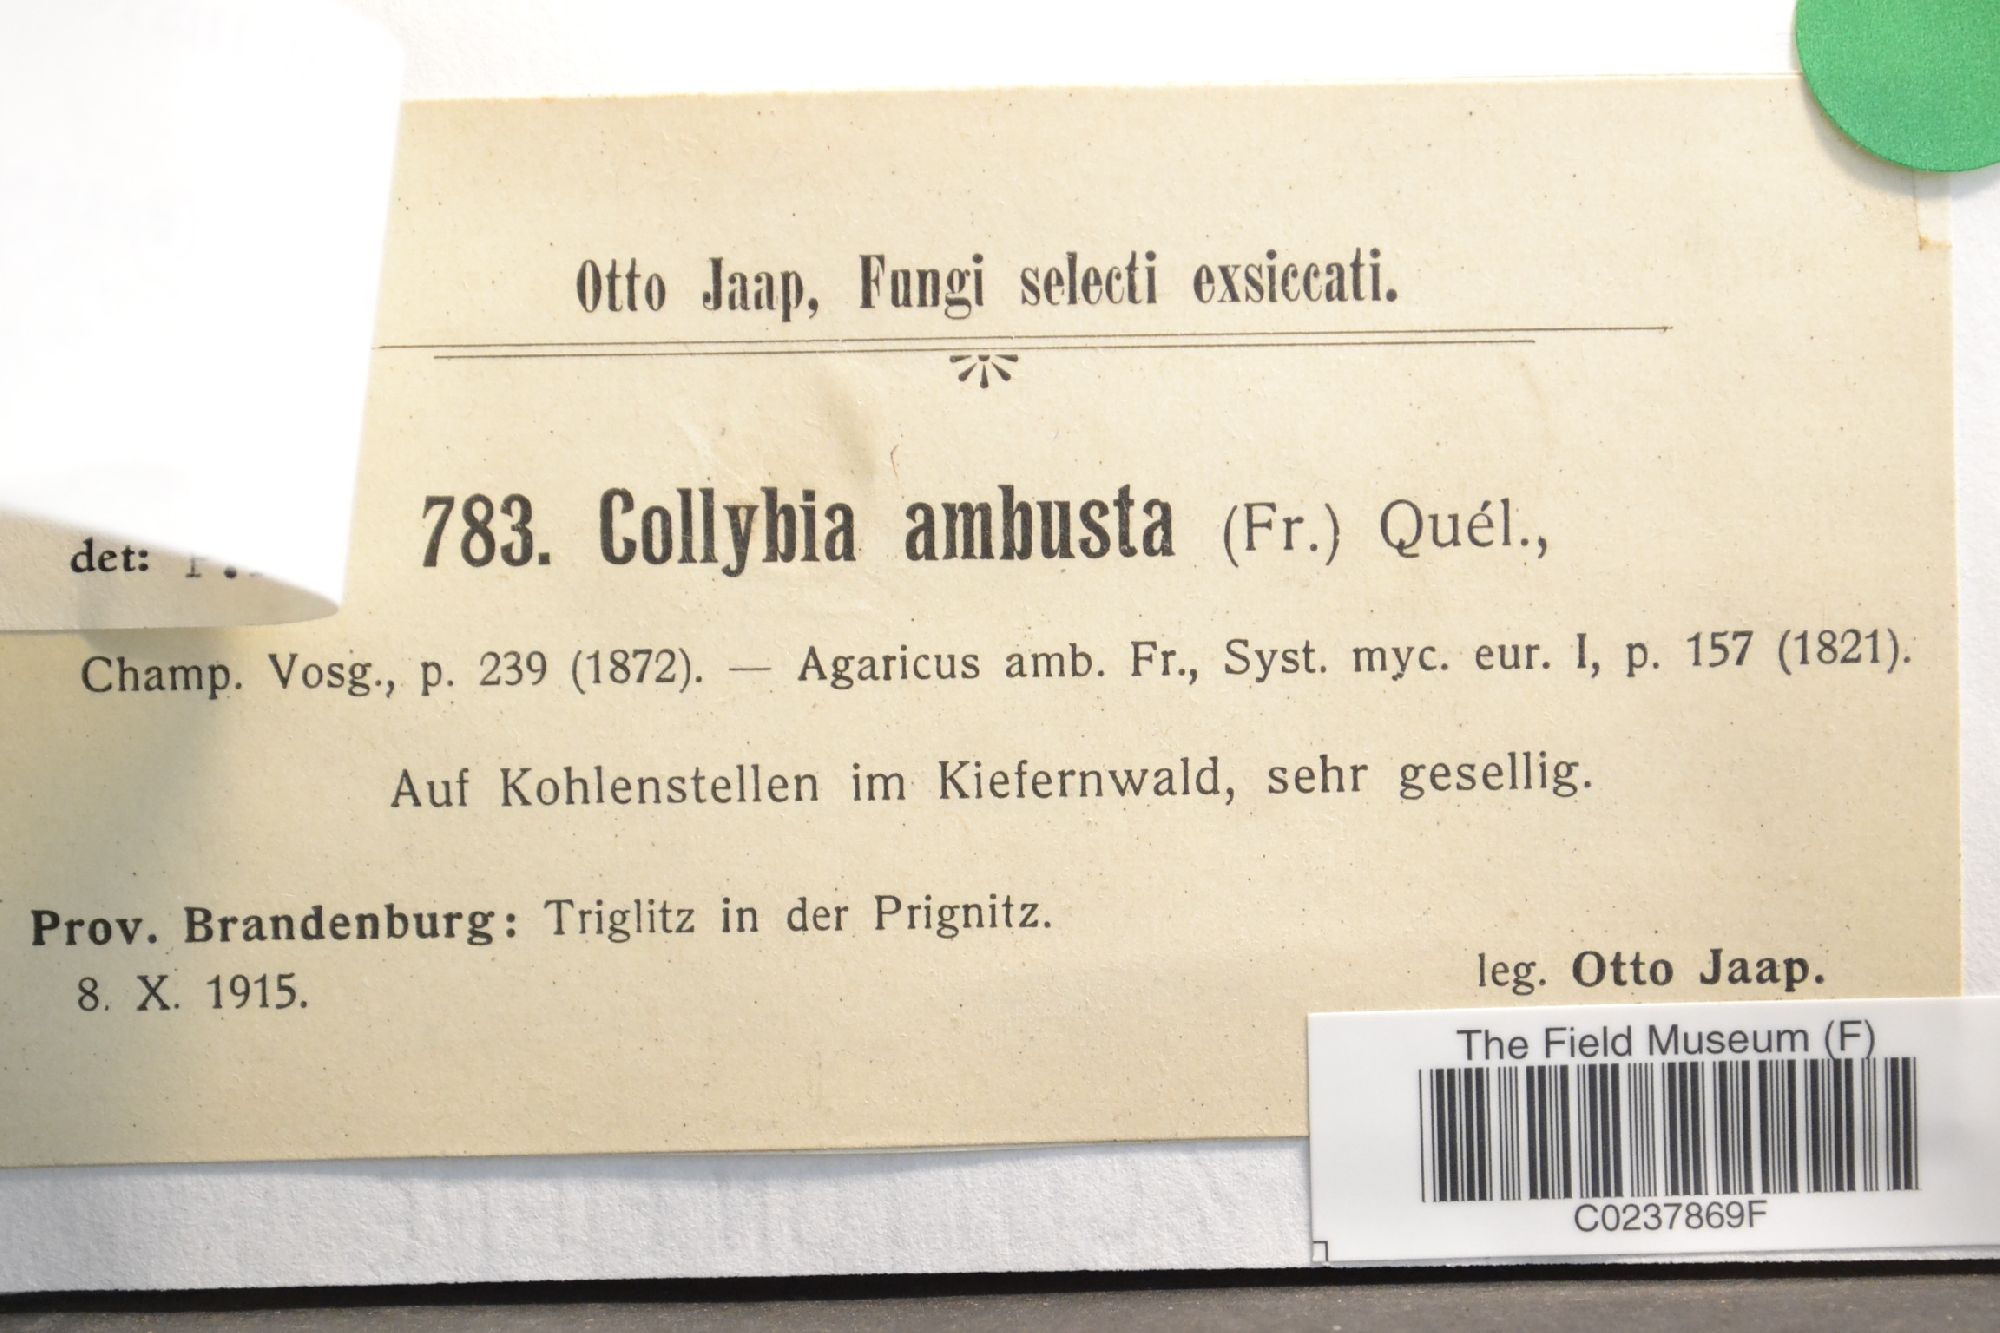 Otto Jaap, Fungi selecti exsiccati.
783. Collybia ambusta (Fr.) Quél.,
det:
Champ. Vosg., p. 239 (1872). — Agaricus amb. Fr., Syst. myc. eur. I, p. 157 (1821).
Auf Kohlenstellen im Kiefernwald, sehr gesellig.
Prov. Brandenburg: Triglitz in der Prignitz.
8. X. 1915.
leg. Otto Jaap.
The Field Museum (F)
C0237869F